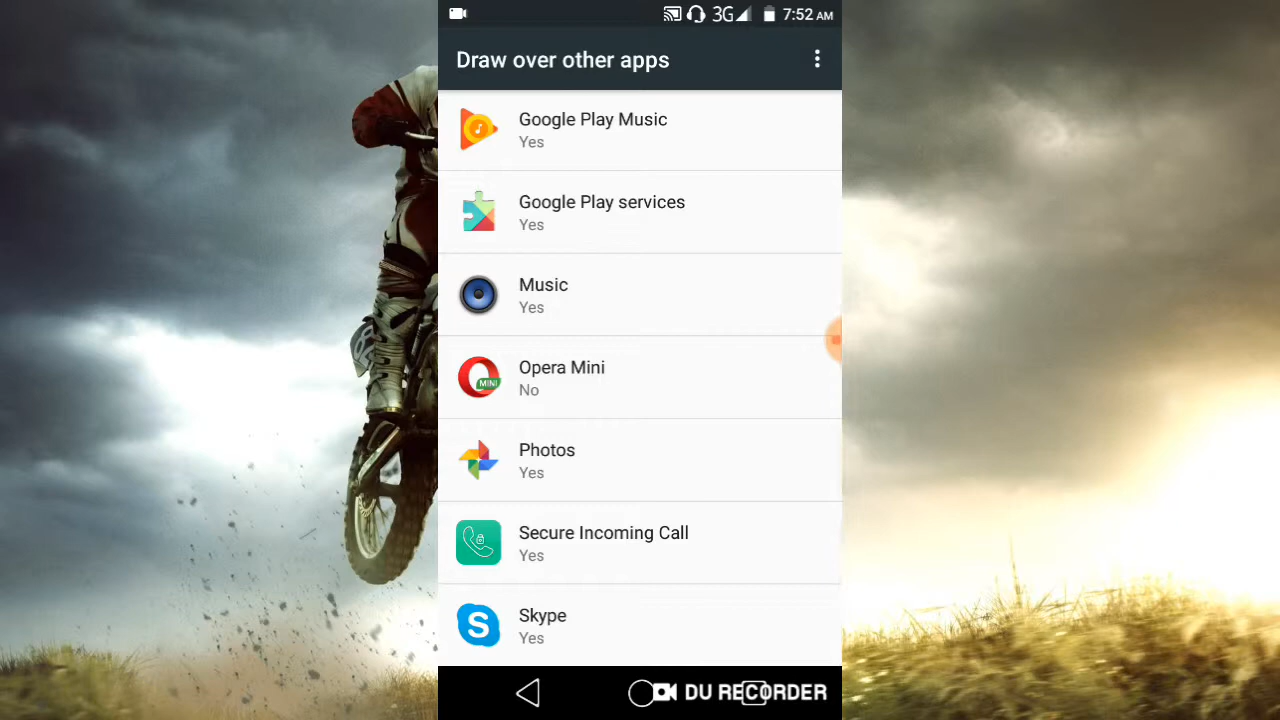 3G 7:52 AM
Draw over other apps
Google Play Music
Yes
Google Play services
Yes
Music
Yes
Opera Mini
No
MINI
Photos
Yes
Secure Incoming Call
Yes
S
Skype
Yes
DU RECORDER